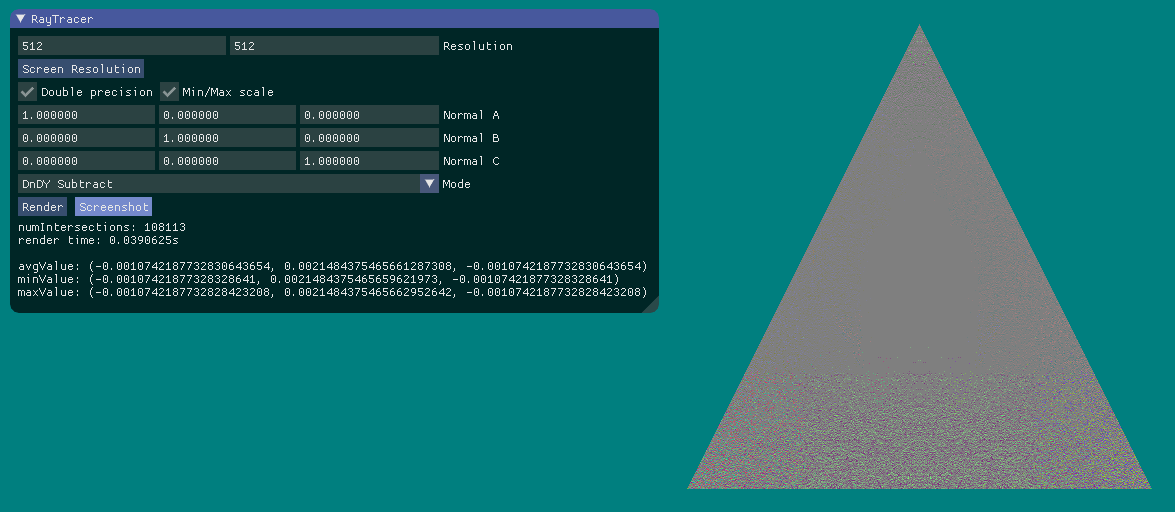 RayTracer
512 512 Resolution
Screen Resolution
Double precision Min/Max scale
1.000000 0.000000 0.000000 Normal A
0.000000 1.000000 0.000000 Normal B
0.000000 0.000000 1.000000 Normal C
DnDY Subtract Mode
Render Screenshot
numIntersections: 108113
render time: 0.0390625s
avgValue: (-0.0010742187732830643654, 0.0021484375465661287308, -0.0010742187732830643654)
minValue: (-0.0010742187732833328641, 0.0021484375465659621973, -0.0010742187732833328641)
maxValue: (-0.0010742187732828423208, 0.0021484375465662952642, -0.0010742187732828423208)